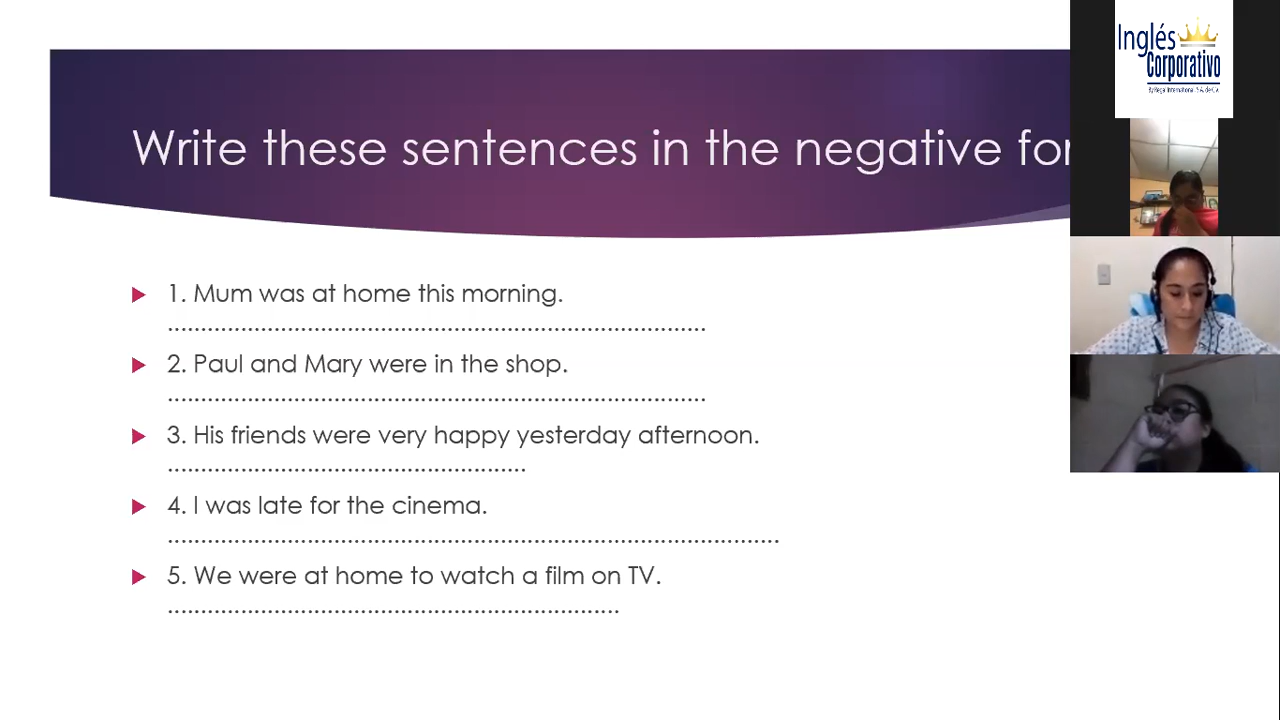 Write these sentences in the negative for
1. Mum was at home this morning.
.................................................................................
2. Paul and Mary were in the shop.
.................................................................................
3. His friends were very happy yesterday afternoon.
......................................................
4. I was late for the cinema.
............................................................................................
5. We were at home to watch a film on TV.
....................................................................
Inglés
Corporativo